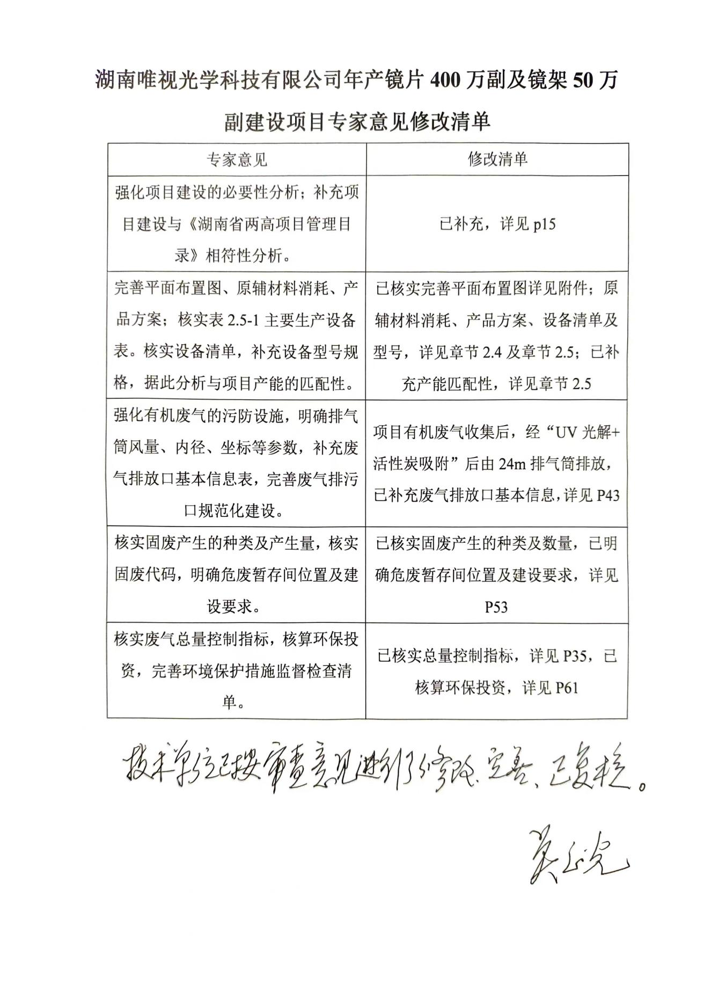 湖南唯视光学科技有限公司年产镜片 400 万副及镜架 50 万
副建设项目专家意见修改清单
专家意见
修改清单
强化项目建设的必要性分析；补充项
目建设与《湖南省两高项目管理目
录》相符性分析。
已补充，详见 p15
完善平面布置图、原辅材料消耗、产
品方案；核实表 2.5-1 主要生产设备
表。核实设备清单，补充设备型号规
格，据此分析与项目产能的匹配性。
已核实完善平面布置图详见附件；原
辅材料消耗、产品方案、设备清单及
型号，详见章节 2.4 及章节 2.5；已补
充产能匹配性，详见章节 2.5
强化有机废气的污防设施，明确排气
筒风量、内径、坐标等参数，补充废
气排放口基本信息表，完善废气排污
口规范化建设。
项目有机废气收集后，经“UV 光解+
活性炭吸附”后由 24m 排气筒排放，
已补充废气排放口基本信息，详见 P43
核实固废产生的种类及产生量，核实
固废代码，明确危废暂存间位置及建
设要求。
已核实固废产生的种类及数量，已明
确危废暂存间位置及建设要求，详见
P53
核实废气总量控制指标，核算环保投
资，完善环境保护措施监督检查清
单。
已核实总量控制指标，详见 P35，已
核算环保投资，详见 P61
技术单位已按审查意见进行了修改、完善、已复核。